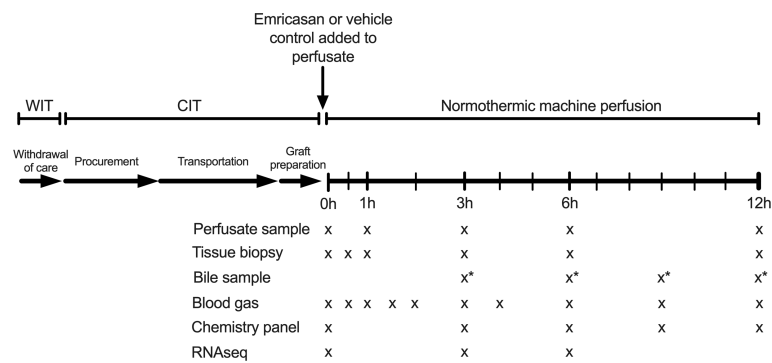 Emricasan or vehicle
control added to
perfusate
WIT CIT Normothermic machine perfusion
Withdrawal
of care
Procurement
Transportation
Graft
preparation
0h 1h 3h 6h 12h
Perfusate sample x x x x x
Tissue biopsy x x x x x x
Bile sample x* x* x* x*
Blood gas x x x x x x x x x x
Chemistry panel x x x x x
RNAseq x x x